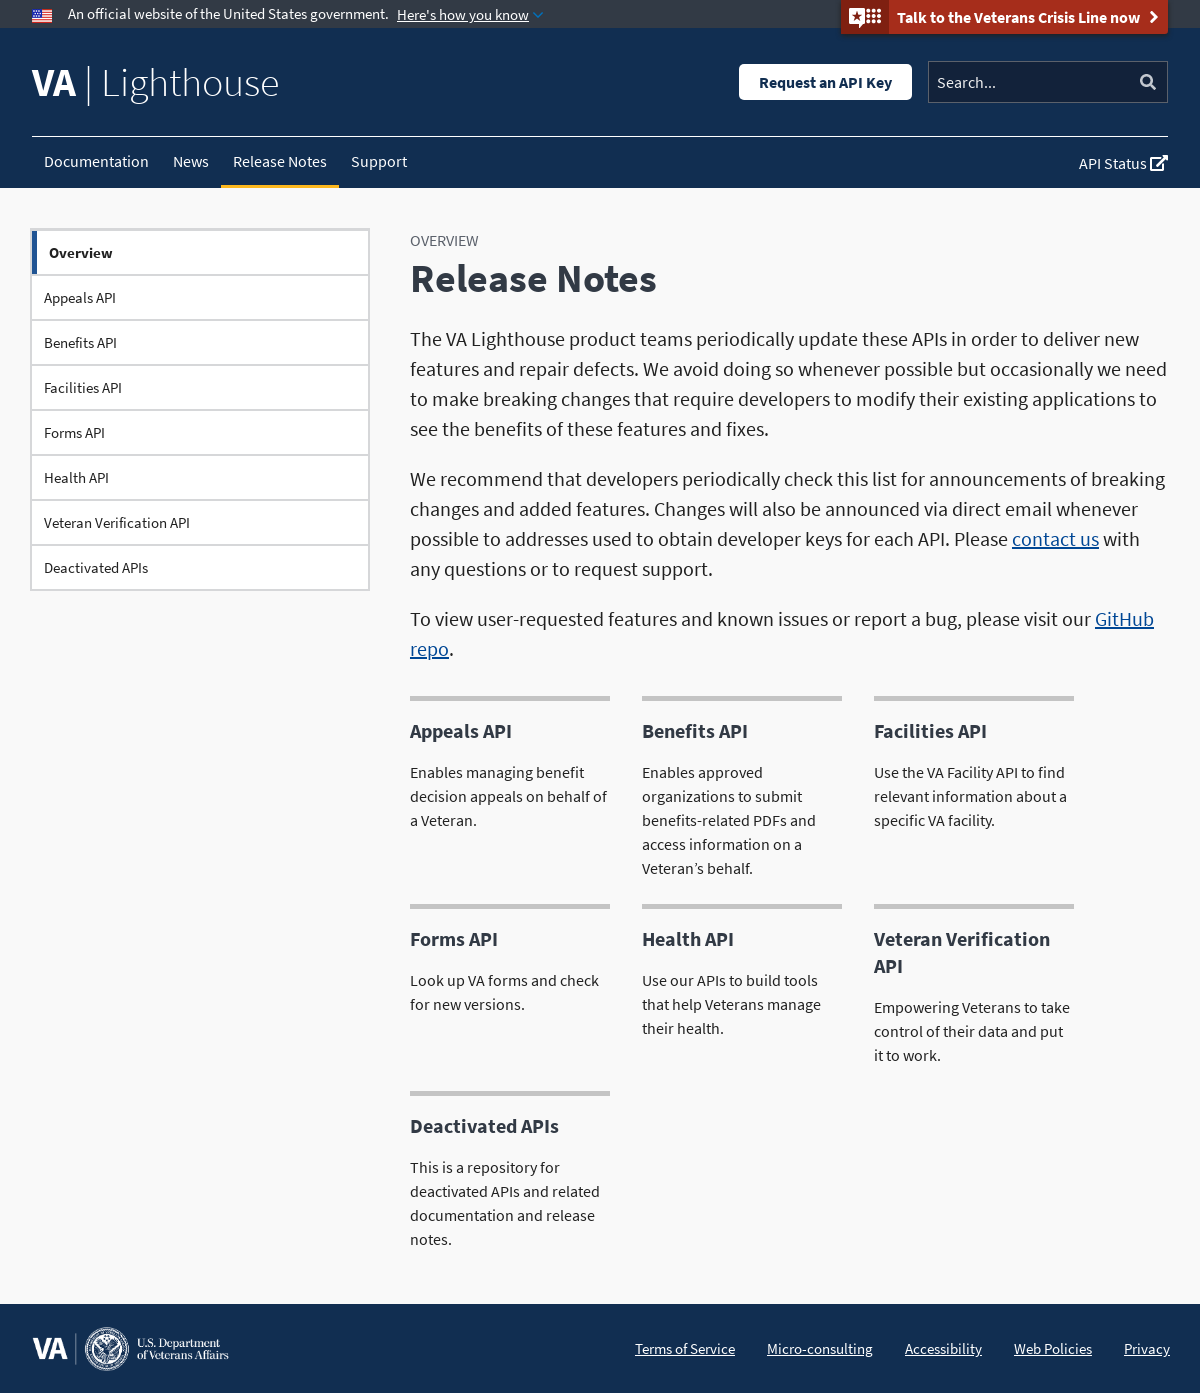 An official website of the United States government. Here's how you know
Talk to the Veterans Crisis Line now
VA | Lighthouse
Request an API Key
Search...
Documentation
News
Release Notes
Support
API Status
Overview
Appeals API
Benefits API
Facilities API
Forms API
Health API
Veteran Verification API
Deactivated APIs
OVERVIEW
Release Notes
The VA Lighthouse product teams periodically update these APIs in order to deliver new
features and repair defects. We avoid doing so whenever possible but occasionally we need
to make breaking changes that require developers to modify their existing applications to
see the benefits of these features and fixes.
We recommend that developers periodically check this list for announcements of breaking
changes and added features. Changes will also be announced via direct email whenever
possible to addresses used to obtain developer keys for each API. Please contact us with
any questions or to request support.
To view user-requested features and known issues or report a bug, please visit our GitHub
repo.
Appeals API
Enables managing benefit
decision appeals on behalf of
a Veteran.
Benefits API
Enables approved
organizations to submit
benefits-related PDFs and
access information on a
Veteran’s behalf.
Facilities API
Use the VA Facility API to find
relevant information about a
specific VA facility.
Forms API
Look up VA forms and check
for new versions.
Health API
Use our APIs to build tools
that help Veterans manage
their health.
Veteran Verification
API
Empowering Veterans to take
control of their data and put
it to work.
Deactivated APIs
This is a repository for
deactivated APIs and related
documentation and release
notes.
VA
U.S. Department
of Veterans Affairs
Terms of Service
Micro-consulting
Accessibility
Web Policies
Privacy